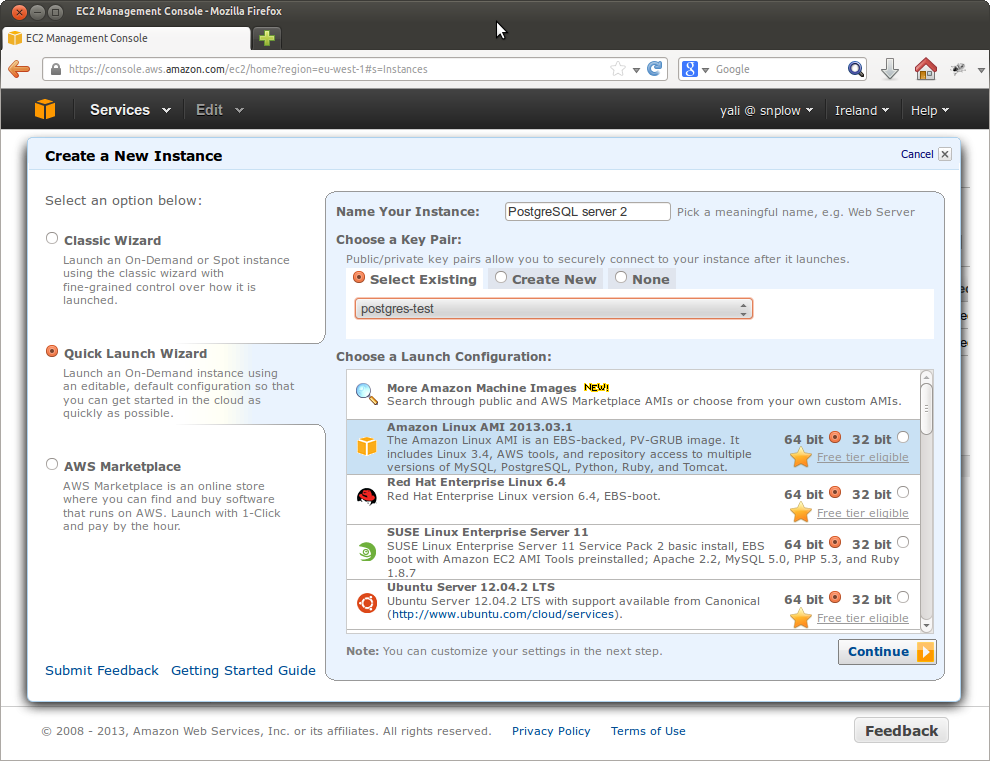 EC2 Management Console - Mozilla Firefox
EC2 Management Console
https://console.aws.amazon.com/ec2/home?region=eu-west-1#s=Instances
Google
Services Edit yali @ snplow Ireland Help
Create a New Instance Cancel
Select an option below:
Classic Wizard
Launch an On-Demand or Spot instance
using the classic wizard with
fine-grained control over how it is
launched.
Quick Launch Wizard
Launch an On-Demand instance using
an editable, default configuration so that
you can get started in the cloud as
quickly as possible.
AWS Marketplace
AWS Marketplace is an online store
where you can find and buy software
that runs on AWS. Launch with 1-Click
and pay by the hour.
Submit Feedback Getting Started Guide
Name Your Instance: PostgreSQL server 2 Pick a meaningful name, e.g. Web Server
Choose a Key Pair:
Public/private key pairs allow you to securely connect to your instance after it launches.
Select Existing Create New None
postgres-test
Choose a Launch Configuration:
More Amazon Machine Images NEW!
Search through public and AWS Marketplace AMIs or choose from your own custom AMIs.
Amazon Linux AMI 2013.03.1
The Amazon Linux AMI is an EBS-backed, PV-GRUB image. It
includes Linux 3.4, AWS tools, and repository access to multiple
versions of MySQL, PostgreSQL, Python, Ruby, and Tomcat.
64 bit 32 bit
Free tier eligible
Red Hat Enterprise Linux 6.4
Red Hat Enterprise Linux version 6.4, EBS-boot.
64 bit 32 bit
Free tier eligible
SUSE Linux Enterprise Server 11
SUSE Linux Enterprise Server 11 Service Pack 2 basic install, EBS
boot with Amazon EC2 AMI Tools preinstalled; Apache 2.2, MySQL 5.0, PHP 5.3, and Ruby
1.8.7
64 bit 32 bit
Ubuntu Server 12.04.2 LTS
Ubuntu Server 12.04.2 LTS with support available from Canonical
(http://www.ubuntu.com/cloud/services).
64 bit 32 bit
Free tier eligible
Note: You can customize your settings in the next step.
Continue
© 2008 - 2013, Amazon Web Services, Inc. or its affiliates. All rights reserved. Privacy Policy Terms of Use
Feedback